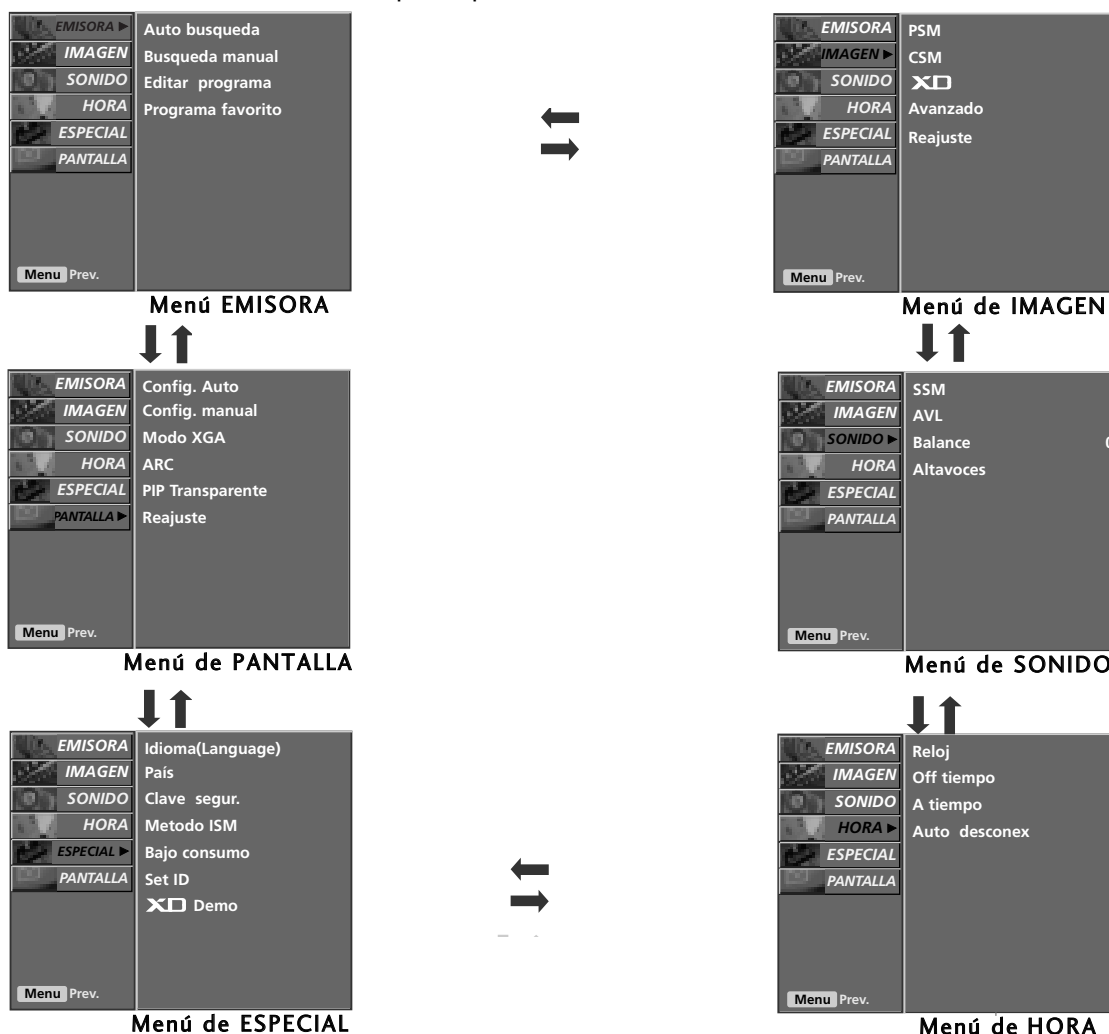 EMISORA ▶
IMAGEN
SONIDO
HORA
ESPECIAL
PANTALLA
Auto busqueda
Busqueda manual
Editar programa
Programa favorito
Menu Prev.
Menú EMISORA
EMISORA
IMAGEN ▶
SONIDO
HORA
ESPECIAL
PANTALLA
PSM
CSM
XD
Avanzado
Reajuste
Menu Prev.
Menú de IMAGEN
EMISORA
IMAGEN
SONIDO
HORA
ESPECIAL
PANTALLA ▶
Config. Auto
Config. manual
Modo XGA
ARC
PIP Transparente
Reajuste
Menu Prev.
Menú de PANTALLA
EMISORA
IMAGEN
SONIDO ▶
HORA
ESPECIAL
PANTALLA
SSM
AVL
Balance 0
Altavoces
Menu Prev.
Menú de SONIDO
EMISORA
IMAGEN
SONIDO
HORA
ESPECIAL ▶
PANTALLA
Idioma(Language)
País
Clave segur.
Metodo ISM
Bajo consumo
Set ID
XD Demo
Menu Prev.
Menú de ESPECIAL
EMISORA
IMAGEN
SONIDO
HORA ▶
ESPECIAL
PANTALLA
Reloj
Off tiempo
A tiempo
Auto desconex
Menu Prev.
Menú de HORA